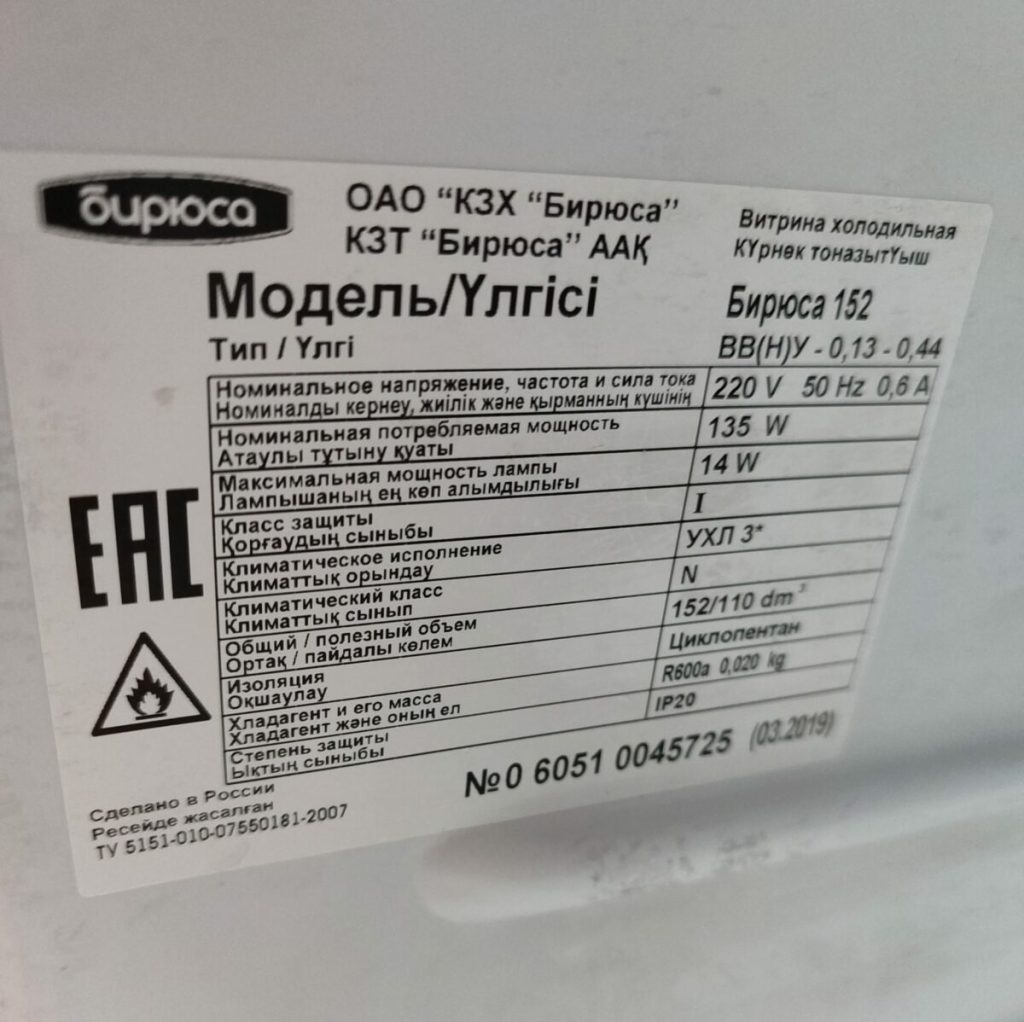 бирюса
ОАО “КЗХ “Бирюса”
КЗТ “Бирюса” ААҚ
Витрина холодильная
КҮрнек тоназытҮыш
Модель/Үлгісі
Бирюса 152
Тип / Үлгі
ВВ(Н)У - 0,13 - 0,44
Номинальное напряжение, частота и сила тока
Номиналды кернеу, жиілік және қырманның күшінің
220 V 50 Hz 0,6 A
Номинальная потребляемая мощность
Атаулы тұтыну қуаты
135 W
Максимальная мощность лампы
Лампышаның ең көп алымдылығы
14 W
Класс защиты
Қорғаудың сыныбы
I
Климатическое исполнение
Климаттық орындау
УХЛ 3*
Климатический класс
Климаттық сынып
N
Общий / полезный объем
Ортақ / пайдалы көлем
152/110 dm³
Изоляция
Оқшаулау
Циклопентан
Хладагент и его масса
Хладагент және оның ел
R600a 0,020 kg
Степень защиты
Ықтың сыныбы
IP20
EAC
№0 6051 0045725 (03.2019)
Сделано в России
Ресейде жасалған
ТУ 5151-010-07550181-2007